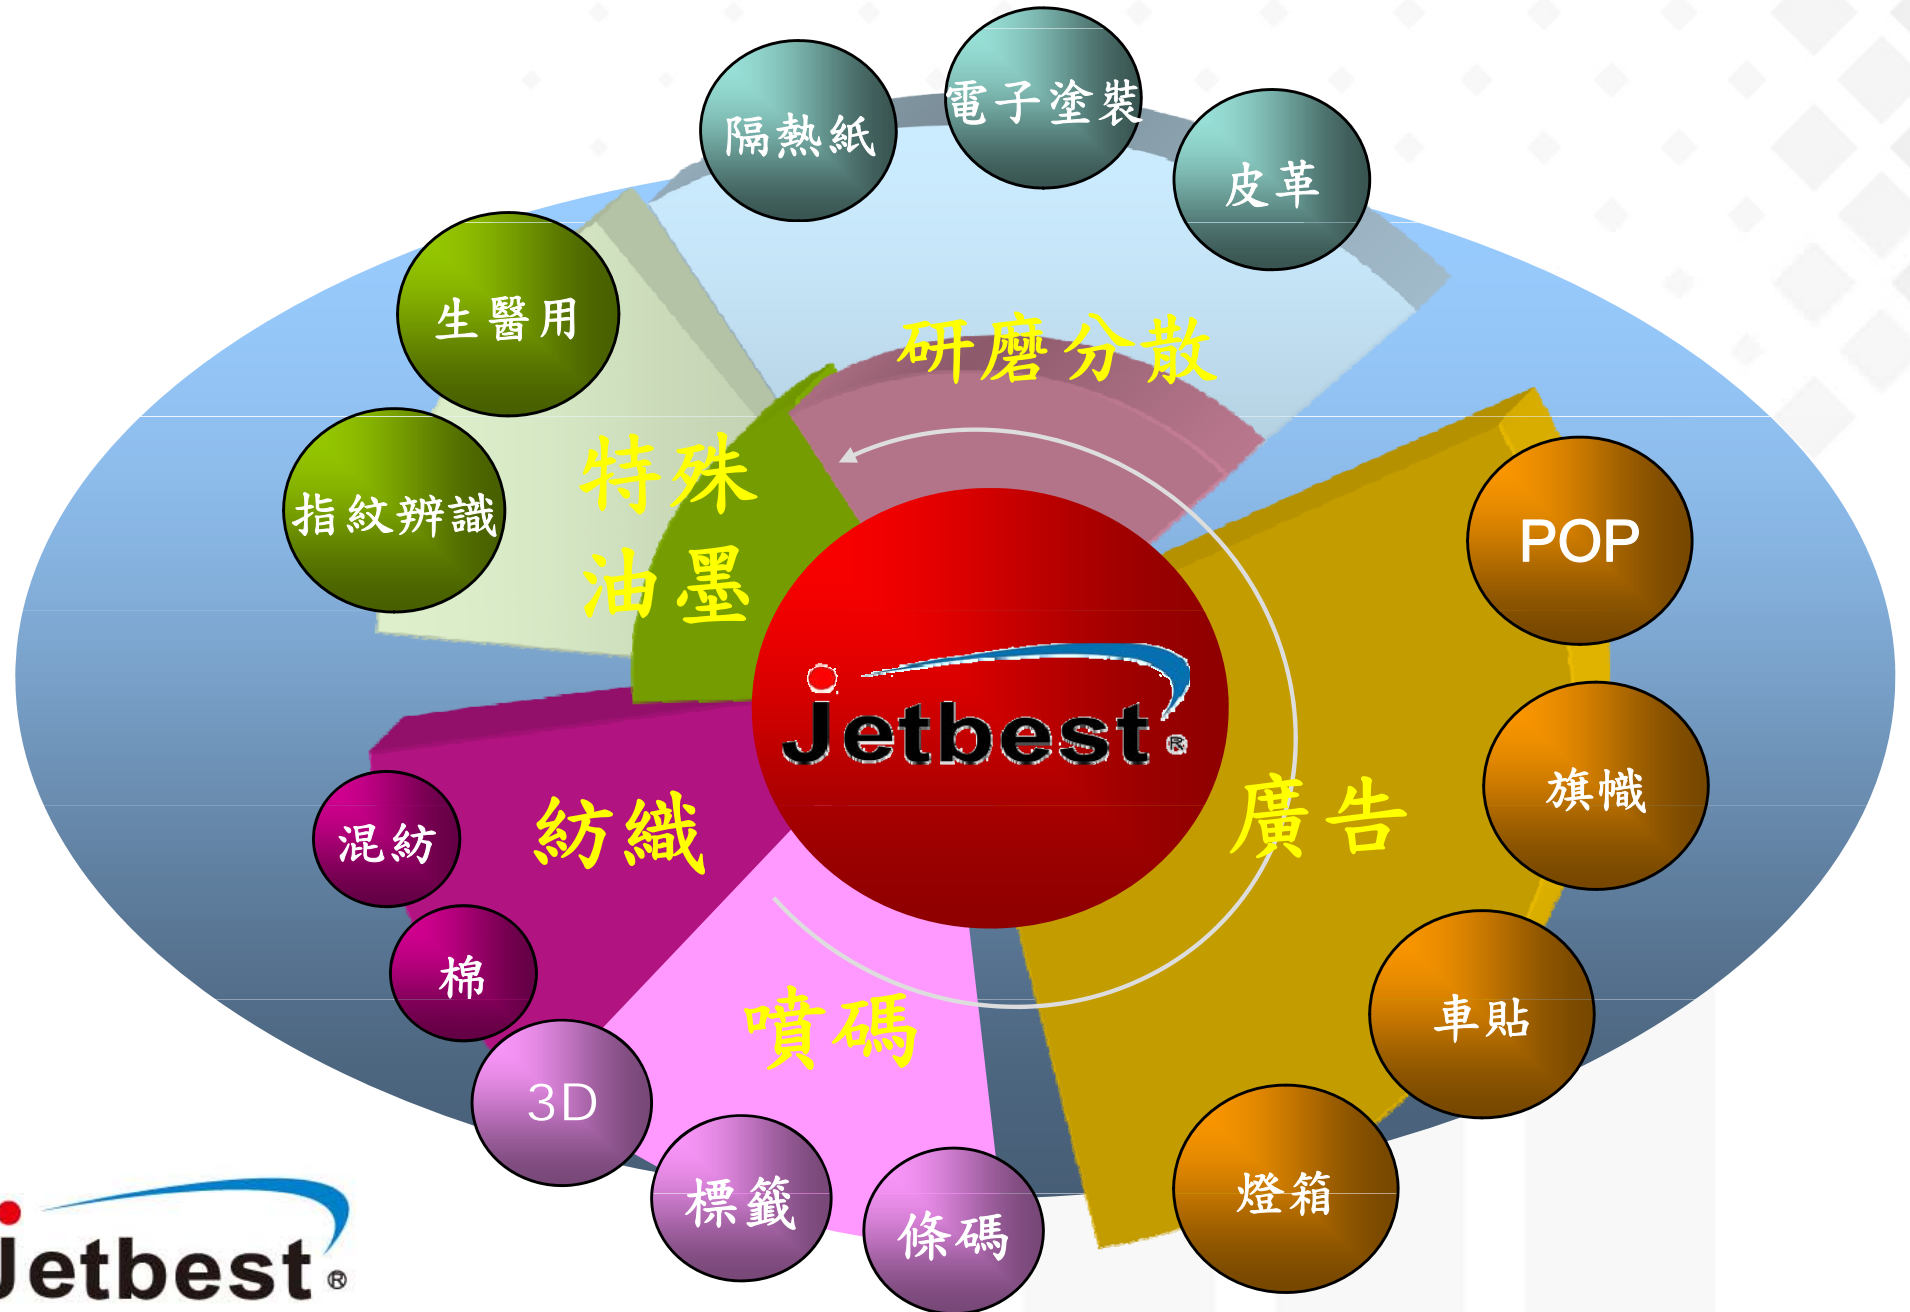 隔熱紙
電子塗裝
皮革
研磨分散
生醫用
指紋辨識
特殊
油墨
POP
旗幟
車貼
燈箱
廣告
Jetbest®
紡織
混紡
棉
噴碼
3D
標籤
條碼
Jetbest®